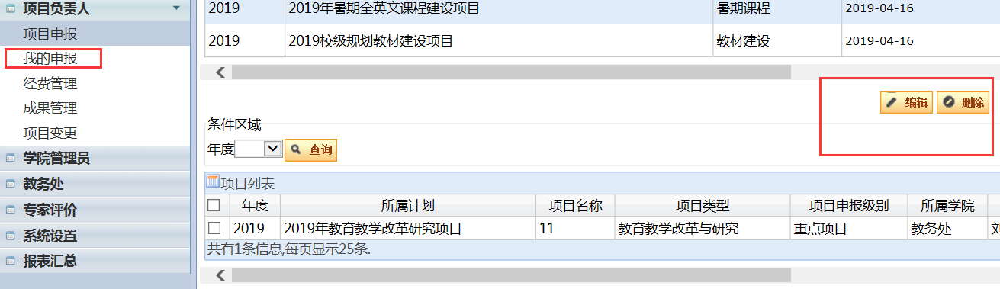 项目负责人
项目申报
我的申报
经费管理
成果管理
项目变更
学院管理员
教务处
专家评价
系统设置
报表汇总
2019 2019年暑期全英文课程建设项目 暑期课程 2019-04-16
2019 2019校级规划教材建设项目 教材建设 2019-04-16
编辑 删除
条件区域
年度 查询
项目列表
年度 所属计划 项目名称 项目类型 项目申报级别 所属学院
2019 2019年教育教学改革研究项目 11 教育教学改革与研究 重点项目 教务处
共有1条信息,每页显示25条.